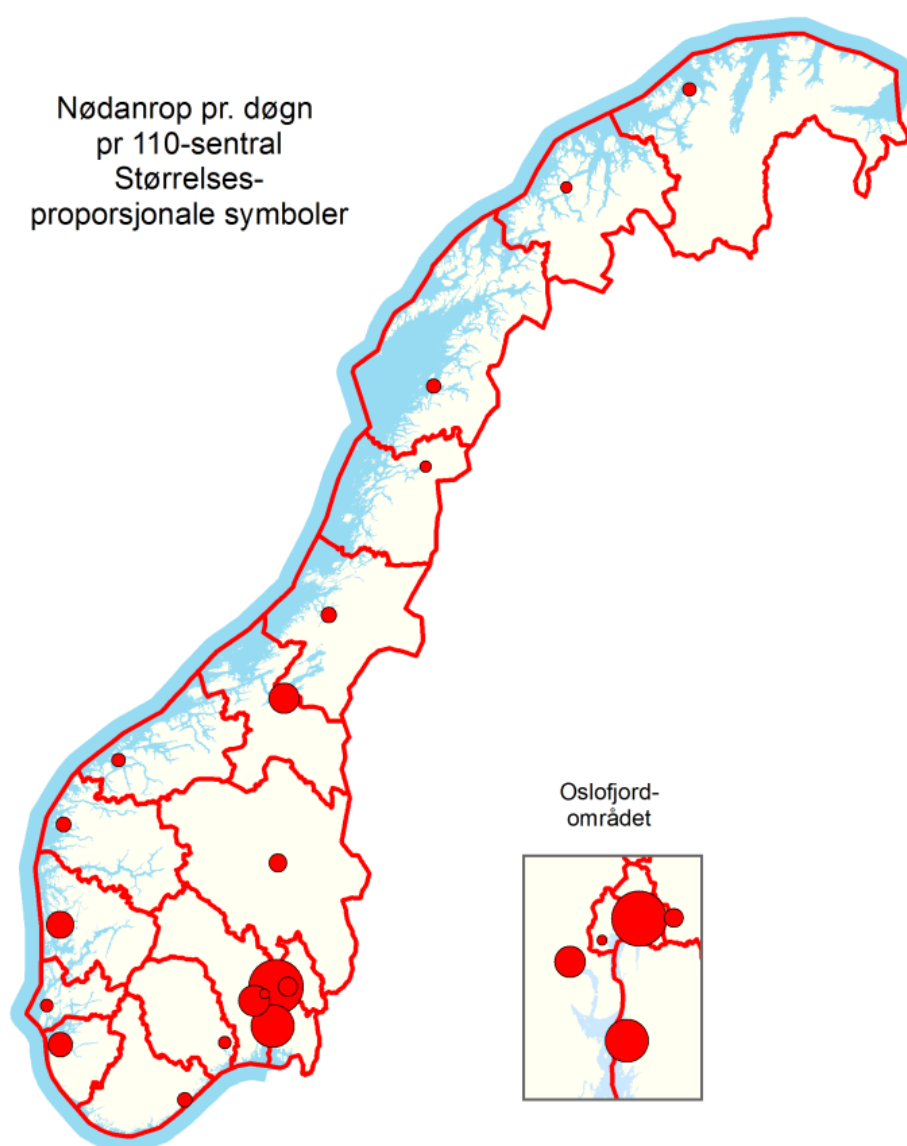 Nødanrop pr. døgn
pr 110-sentral
Størrelses-
proporsjonale symboler
Oslofjord-
området